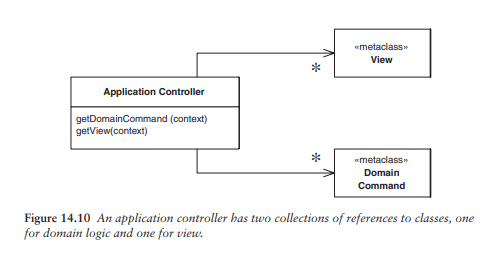 «metaclass»
View
*
Application Controller
getDomainCommand (context)
getView(context)
*
«metaclass»
Domain
Command
Figure 14.10 An application controller has two collections of references to classes, one
for domain logic and one for view.